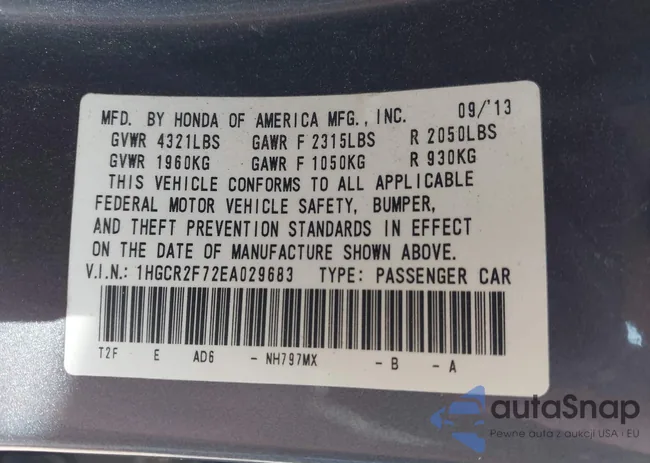 MFD. BY HONDA OF AMERICA MFG., INC. 09/'13
GVWR 4321LBS GAWR F 2315LBS R 2050LBS
GVWR 1960KG GAWR F 1050KG R 930KG
THIS VEHICLE CONFORMS TO ALL APPLICABLE
FEDERAL MOTOR VEHICLE SAFETY, BUMPER,
AND THEFT PREVENTION STANDARDS IN EFFECT
ON THE DATE OF MANUFACTURE SHOWN ABOVE.
V.I.N.: 1HGCR2F72EA029683 TYPE: PASSENGER CAR
T2F E AD6 - NH797MX - B - A
autaSnap
Pewne auta z aukcji USA i EU